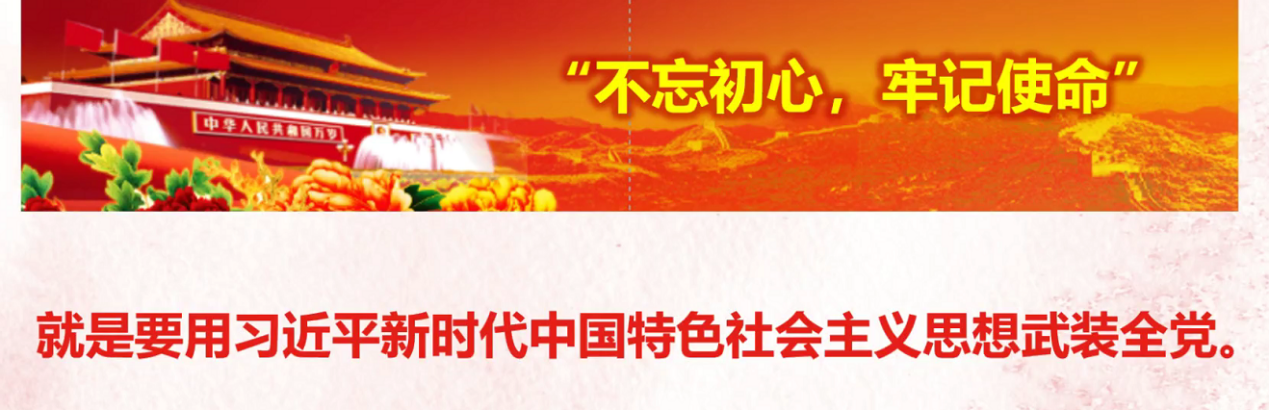 “不忘初心，牢记使命”
中华人民共和国万岁
就是要用习近平新时代中国特色社会主义思想武装全党。